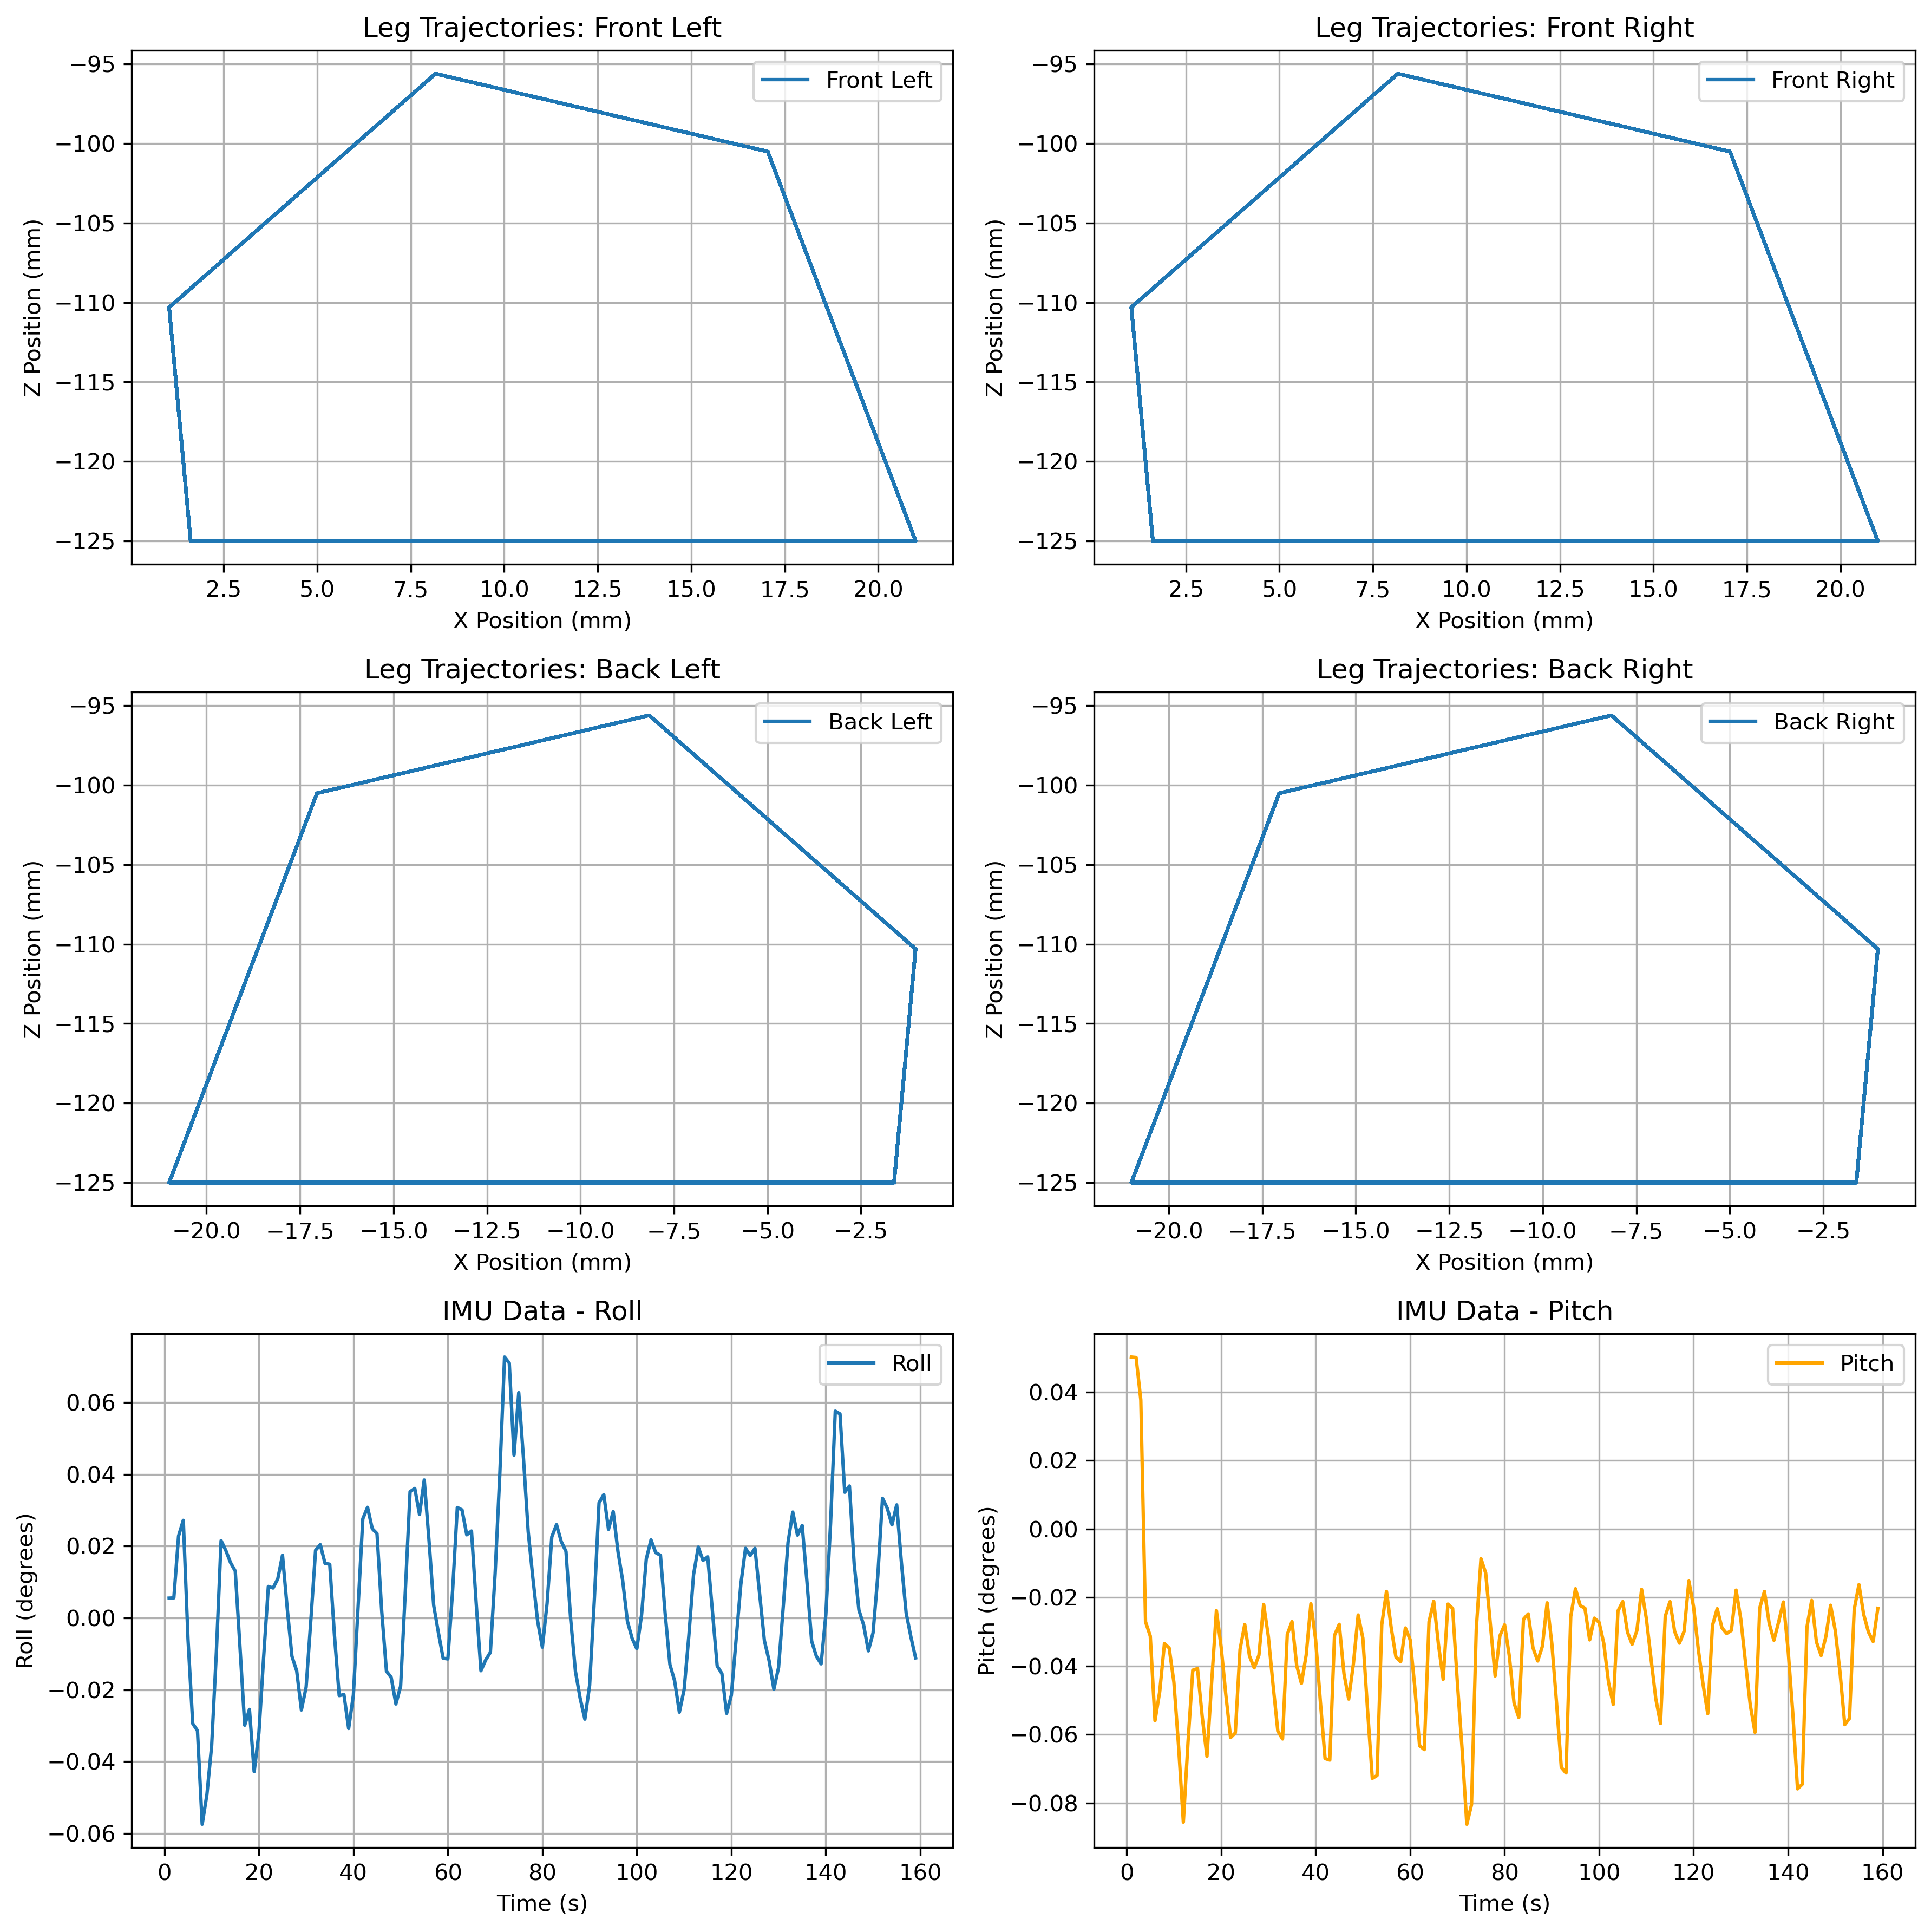 Leg Trajectories: Front Left
Front Left
−95
−100
−105
−110
−115
−120
−125
Z Position (mm)
2.5 5.0 7.5 10.0 12.5 15.0 17.5 20.0
X Position (mm)
Leg Trajectories: Front Right
Front Right
−95
−100
−105
−110
−115
−120
−125
Z Position (mm)
2.5 5.0 7.5 10.0 12.5 15.0 17.5 20.0
X Position (mm)
Leg Trajectories: Back Left
Back Left
−95
−100
−105
−110
−115
−120
−125
Z Position (mm)
−20.0 −17.5 −15.0 −12.5 −10.0 −7.5 −5.0 −2.5
X Position (mm)
Leg Trajectories: Back Right
Back Right
−95
−100
−105
−110
−115
−120
−125
Z Position (mm)
−20.0 −17.5 −15.0 −12.5 −10.0 −7.5 −5.0 −2.5
X Position (mm)
IMU Data - Roll
Roll
0.06
0.04
0.02
0.00
−0.02
−0.04
−0.06
Roll (degrees)
0 20 40 60 80 100 120 140 160
Time (s)
IMU Data - Pitch
Pitch
0.04
0.02
0.00
−0.02
−0.04
−0.06
−0.08
Pitch (degrees)
0 20 40 60 80 100 120 140 160
Time (s)